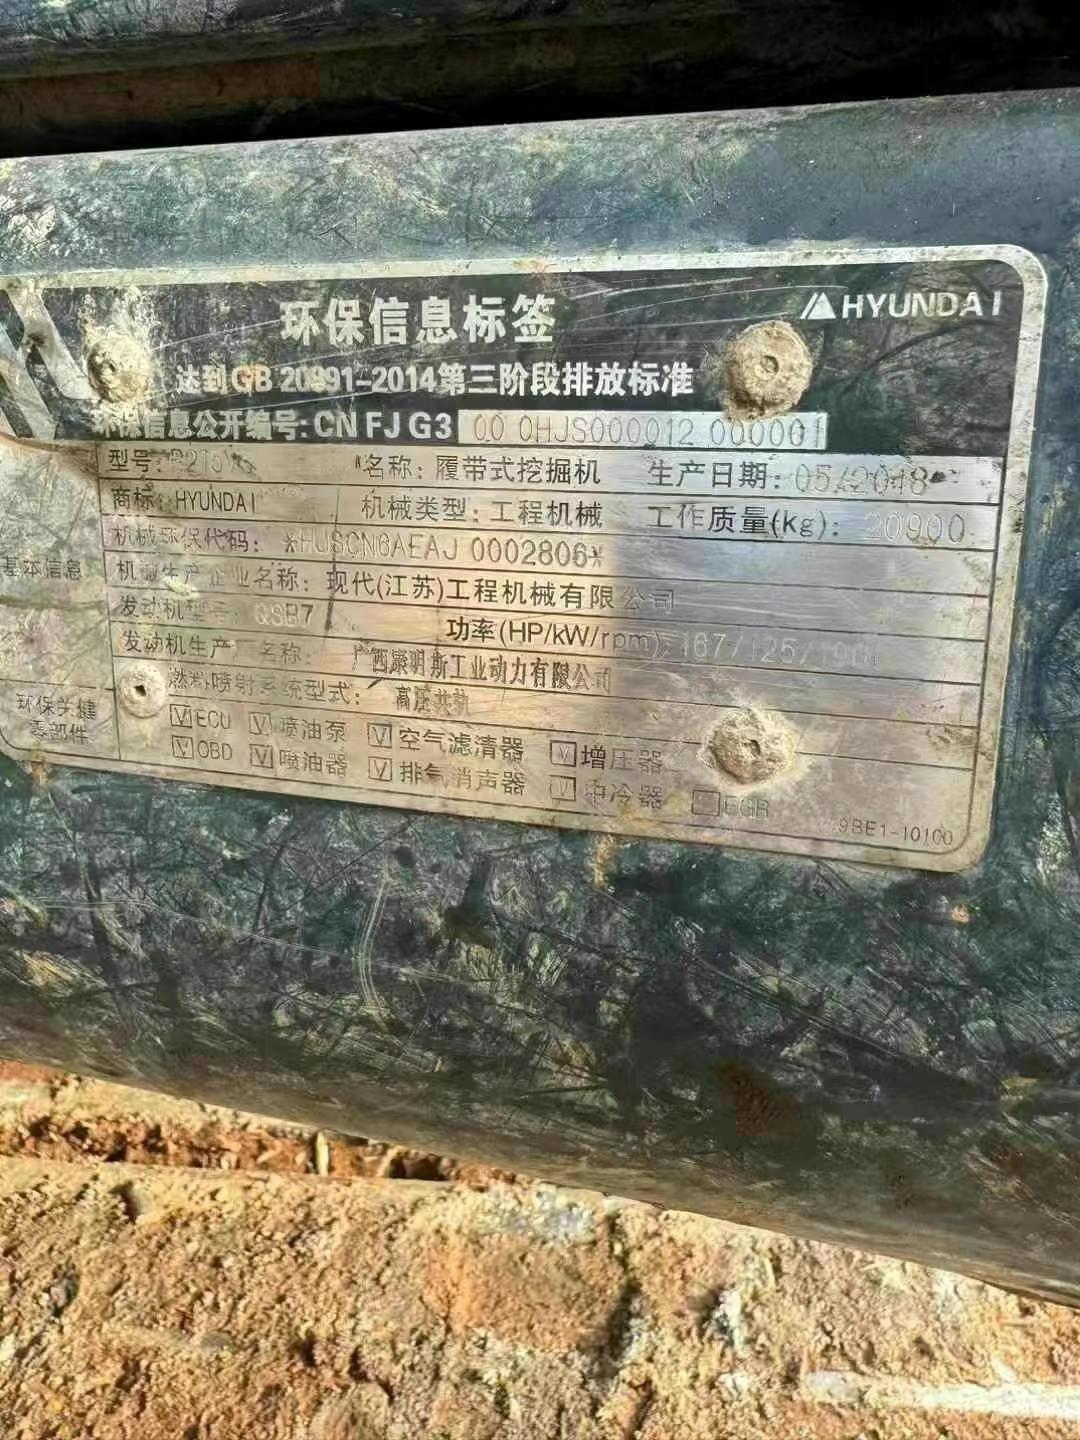 环保信息标签
HYUNDAI
达到GB 20891-2014第三阶段排放标准
环保信息公开编号: CN FJ G3 00 0HJS000012 000001
型号: 名称: 履带式挖掘机 生产日期: 05/2018
商标: HYUNDAI 机械类型: 工程机械 工作质量(kg): 20900
机械环保代码: *HJSCN6AEAJ 0002806*
基本信息
机械生产企业名称: 现代(江苏)工程机械有限公司
发动机型号: QSB7 功率(HP/kW/rpm): 167/125/190
发动机生产厂名称: 广西康明斯工业动力有限公司
燃料喷射系统型式: 高压共轨
环保关键
零部件
ECU 喷油泵 空气滤清器 增压器
OBD 喷油器 排气消声器 中冷器 EGR
9BE1-10100